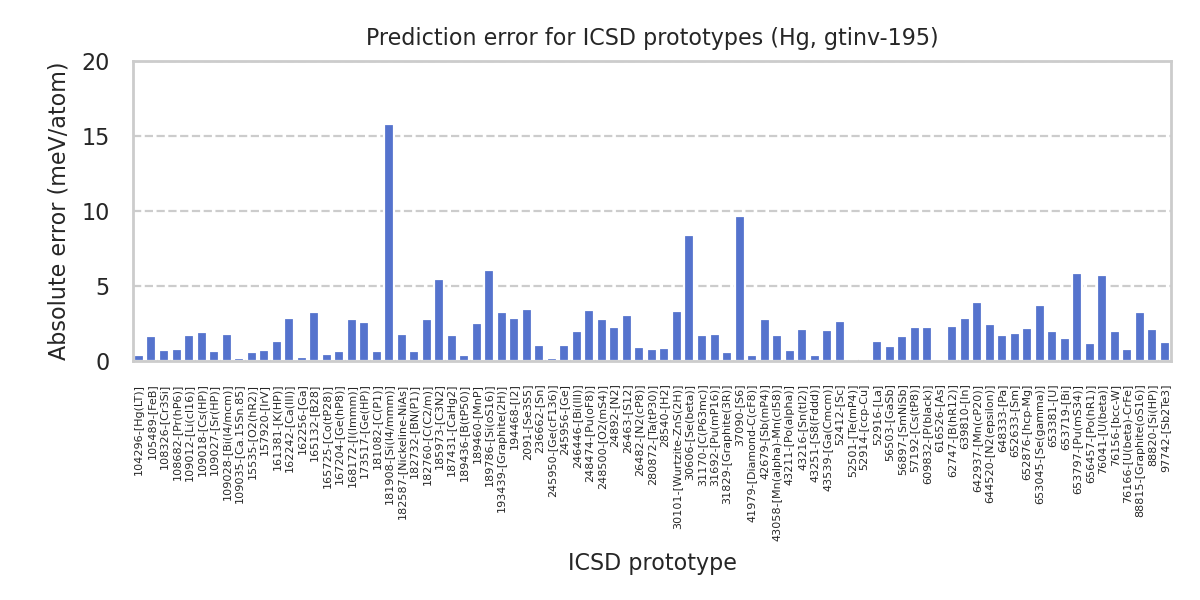 Prediction error for ICSD prototypes (Hg, gtinv-195)
Absolute error (meV/atom)
20
15
10
5
0
104296-[Hg(LT)]
105489-[FeB]
108326-[Cr3Si]
108682-[Pr(hP6)]
109012-[Li(cI16)]
109018-[Cs(HP)]
109027-[Sr(HP)]
109028-[Bi(I4/mcm)]
109035-[Ca.15Sn.85]
15535-[O2(hR2)]
157920-[IrV]
161381-[K(HP)]
162242-[Ca(III)]
162256-[Ga]
165132-[B28]
165725-[Co(tP28)]
167204-[Ge(hP8)]
168172-[I(Immm)]
173517-[Ge(HP)]
181082-[C(P1)]
181908-[Si(I4/mmm)]
182587-[Nickeline-NiAs]
182732-[BN(P1)]
182760-[C(C2/m)]
185973-[C3N2]
187431-[CaHg2]
189436-[B(tP50)]
189460-[MnP]
189786-[Si(oS16)]
193439-[Graphite(2H)]
194468-[I2]
2091-[Se3S5]
236662-[Sn]
245950-[Ge(cF136)]
245956-[Ge]
246446-[Bi(III)]
248474-[Pu(oF8)]
248500-[O2(mS4)]
24892-[N2]
26463-[S12]
26482-[N2(cP8)]
280872-[Ta(tP30)]
28540-[H2]
30101-[Wurtzite-ZnS(2H)]
30606-[Se(beta)]
31170-[C(P63mc)]
31692-[Pu(mP16)]
31829-[Graphite(3R)]
37090-[S6]
41979-[Diamond-C(cF8)]
42679-[Sb(mP4)]
43058-[Mn(alpha)-Mn(cI58)]
43211-[Po(alpha)]
43216-[Sn(tI2)]
43251-[S8(Fddd)]
43539-[Ga(Cmcm)]
52412-[Sc]
52501-[Te(mP4)]
52914-[ccp-Cu]
52916-[La]
56503-[GaSb]
56897-[SmNiSb]
57192-[Cs(tP8)]
609832-[P(black)]
616526-[As]
62747-[B(hR12)]
639810-[In]
642937-[Mn(cP20)]
644520-[N2(epsilon)]
648333-[Pa]
652633-[Sm]
652876-[hcp-Mg]
653045-[Se(gamma)]
653381-[U]
653719-[Bi]
653797-[Pu(mS34)]
656457-[Po(hR1)]
76041-[U(beta)]
76156-[bcc-W]
76166-[U(beta)-CrFe]
88815-[Graphite(oS16)]
88820-[Si(HP)]
97742-[Sb2Te3]
ICSD prototype